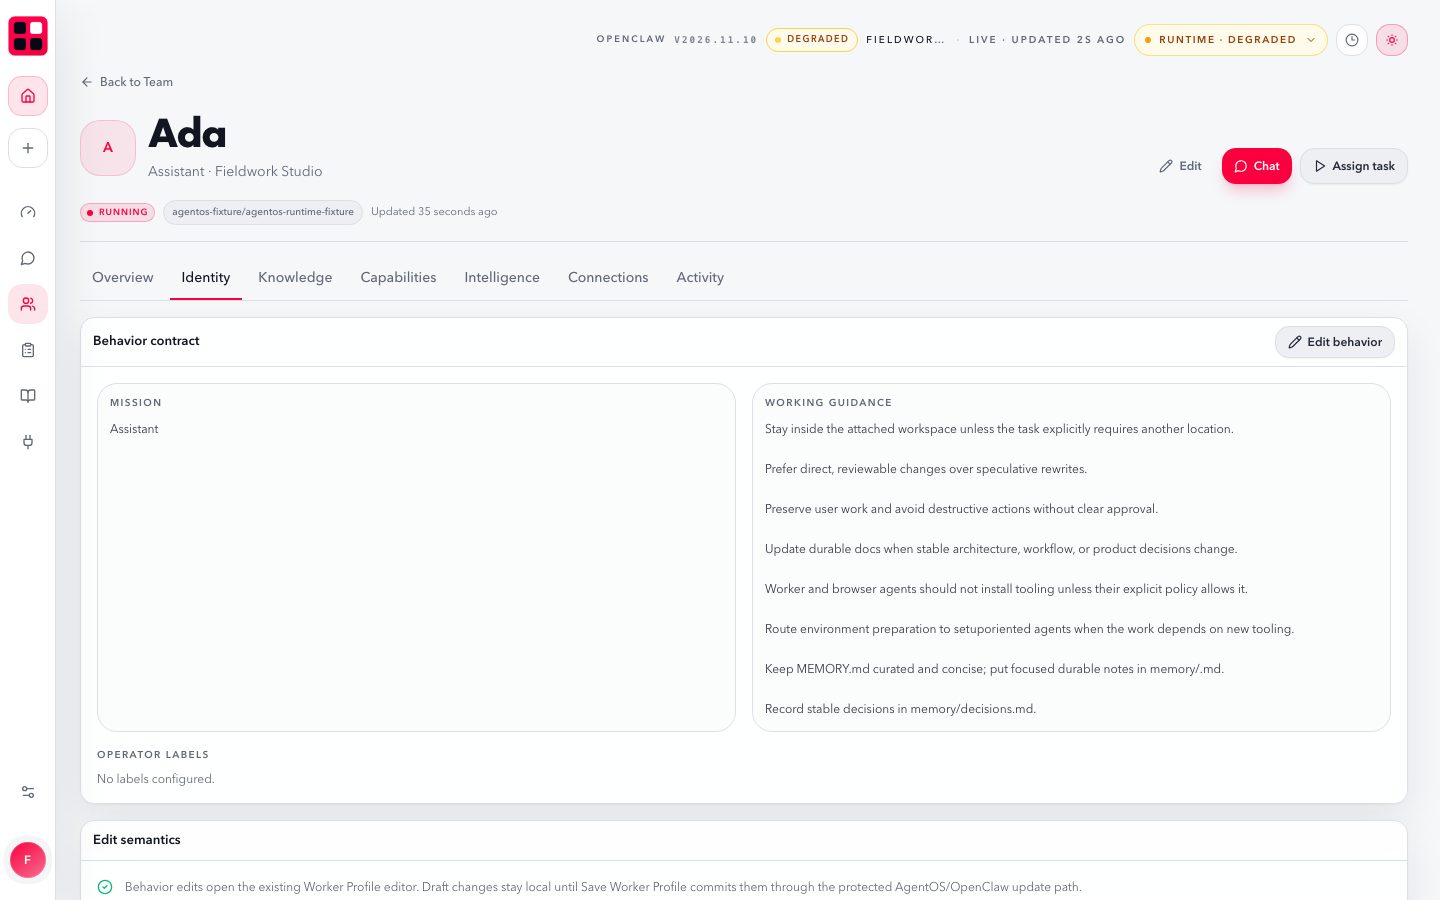 OPENCLAW V2026.11.10 DEGRADED FIELDWOR... · LIVE · UPDATED 2S AGO RUNTIME · DEGRADED
Back to Team
A
Ada
Assistant · Fieldwork Studio
Edit Chat Assign task
RUNNING agentos-fixture/agentos-runtime-fixture Updated 35 seconds ago
Overview Identity Knowledge Capabilities Intelligence Connections Activity
Behavior contract
Edit behavior
MISSION
Assistant
WORKING GUIDANCE
Stay inside the attached workspace unless the task explicitly requires another location.
Prefer direct, reviewable changes over speculative rewrites.
Preserve user work and avoid destructive actions without clear approval.
Update durable docs when stable architecture, workflow, or product decisions change.
Worker and browser agents should not install tooling unless their explicit policy allows it.
Route environment preparation to setuporiented agents when the work depends on new tooling.
Keep MEMORY.md curated and concise; put focused durable notes in memory/.md.
Record stable decisions in memory/decisions.md.
OPERATOR LABELS
No labels configured.
Edit semantics
Behavior edits open the existing Worker Profile editor. Draft changes stay local until Save Worker Profile commits them through the protected AgentOS/OpenClaw update path.
F